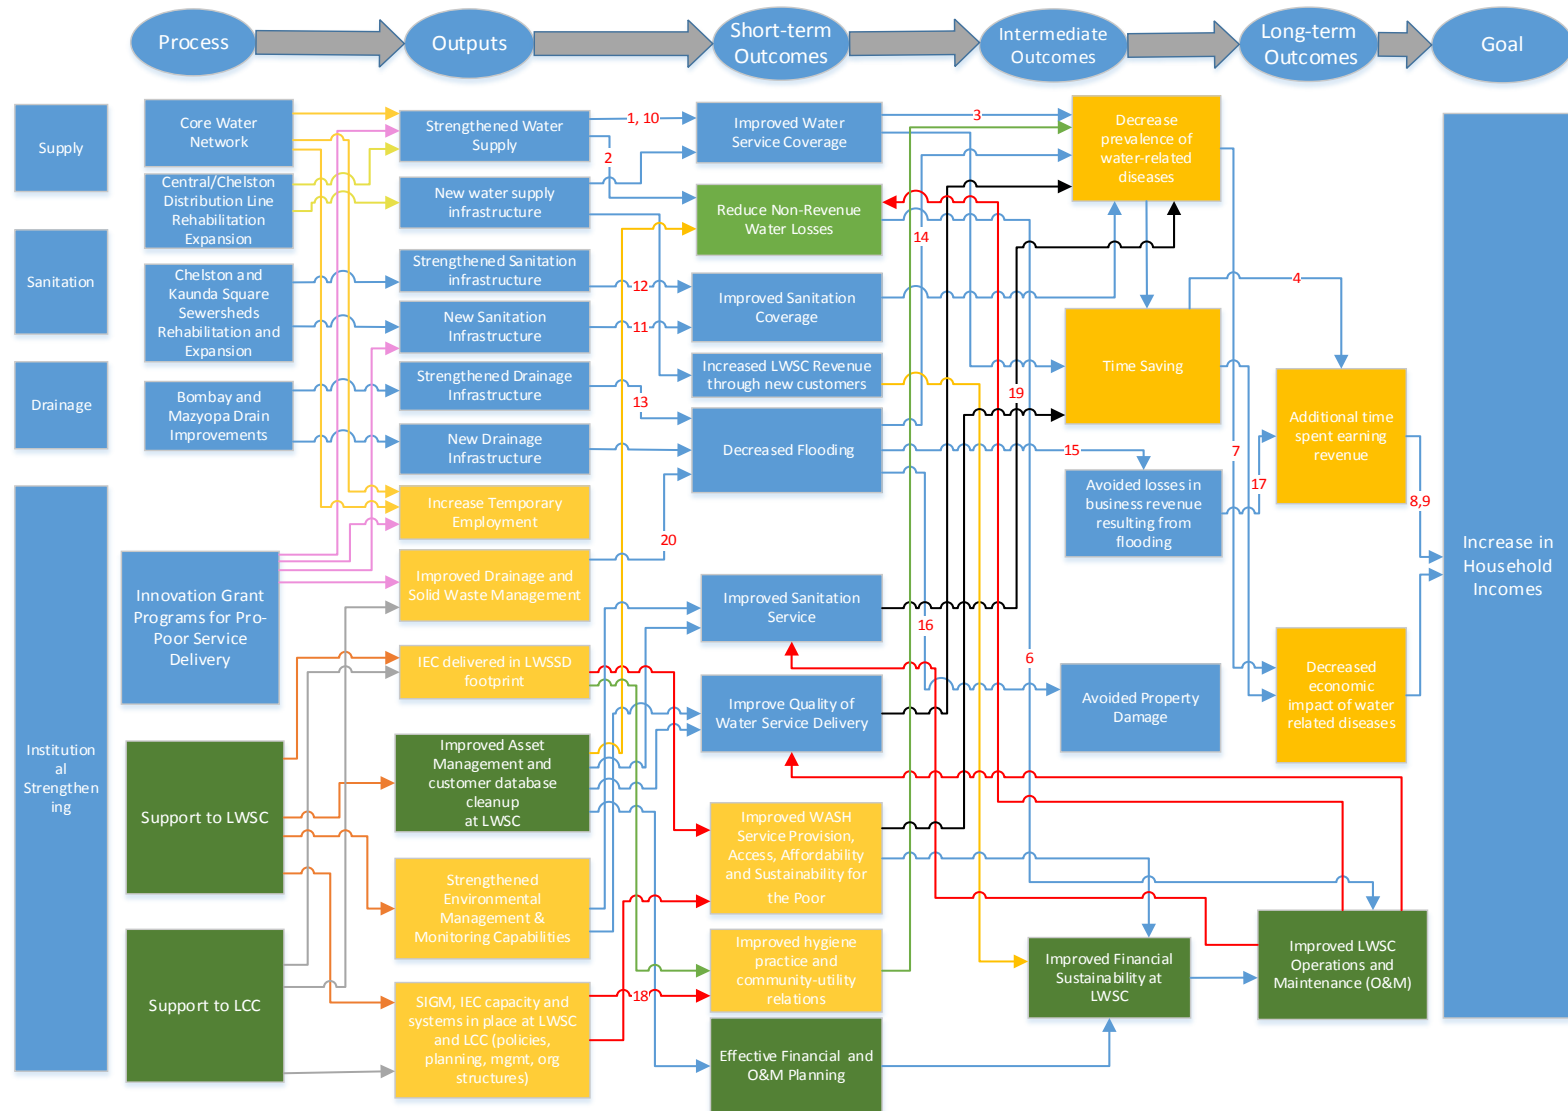 Process
Outputs
Short-term
Outcomes
Intermediate
Outcomes
Long-term
Outcomes
Goal
Supply
Sanitation
Drainage
Institution
al
Strengthen
ing
Core Water
Network
Central/Chelston
Distribution Line
Rehabilitation
Expansion
Chelston and
Kaunda Square
Sewersheds
Rehabilitation and
Expansion
Bombay and
Mazyopa Drain
Improvements
Innovation Grant
Programs for Pro-
Poor Service
Delivery
Support to LWSC
Support to LCC
Strengthened Water
Supply
New water supply
infrastructure
Strengthened Sanitation
infrastructure
New Sanitation
Infrastructure
Strengthened Drainage
Infrastructure
New Drainage
Infrastructure
Increase Temporary
Employment
Improved Drainage and
Solid Waste Management
IEC delivered in LWSSD
footprint
Improved Asset
Management and
customer database
cleanup
at LWSC
Strengthened
Environmental
Management &
Monitoring Capabilities
SIGM, IEC capacity and
systems in place at LWSC
and LCC (policies,
planning, mgmt, org
structures)
1, 10
2
12
11
13
20
18
Improved Water
Service Coverage
Reduce Non-Revenue
Water Losses
Improved Sanitation
Coverage
Increased LWSC Revenue
through new customers
Decreased Flooding
Improved Sanitation
Service
Improve Quality of
Water Service Delivery
Improved WASH
Service Provision,
Access, Affordability
and Sustainability for
the Poor
Improved hygiene
practice and
community-utility
relations
Effective Financial and
O&M Planning
3
14
19
15
16
6
Decrease
prevalence of
water-related
diseases
Time Saving
Avoided losses in
business revenue
resulting from
flooding
Avoided Property
Damage
Improved Financial
Sustainability at
LWSC
4
7
17
Additional time
spent earning
revenue
Decreased
economic
impact of water
related diseases
Improved LWSC
Operations and
Maintenance (O&M)
8,9
Increase in
Household
Incomes